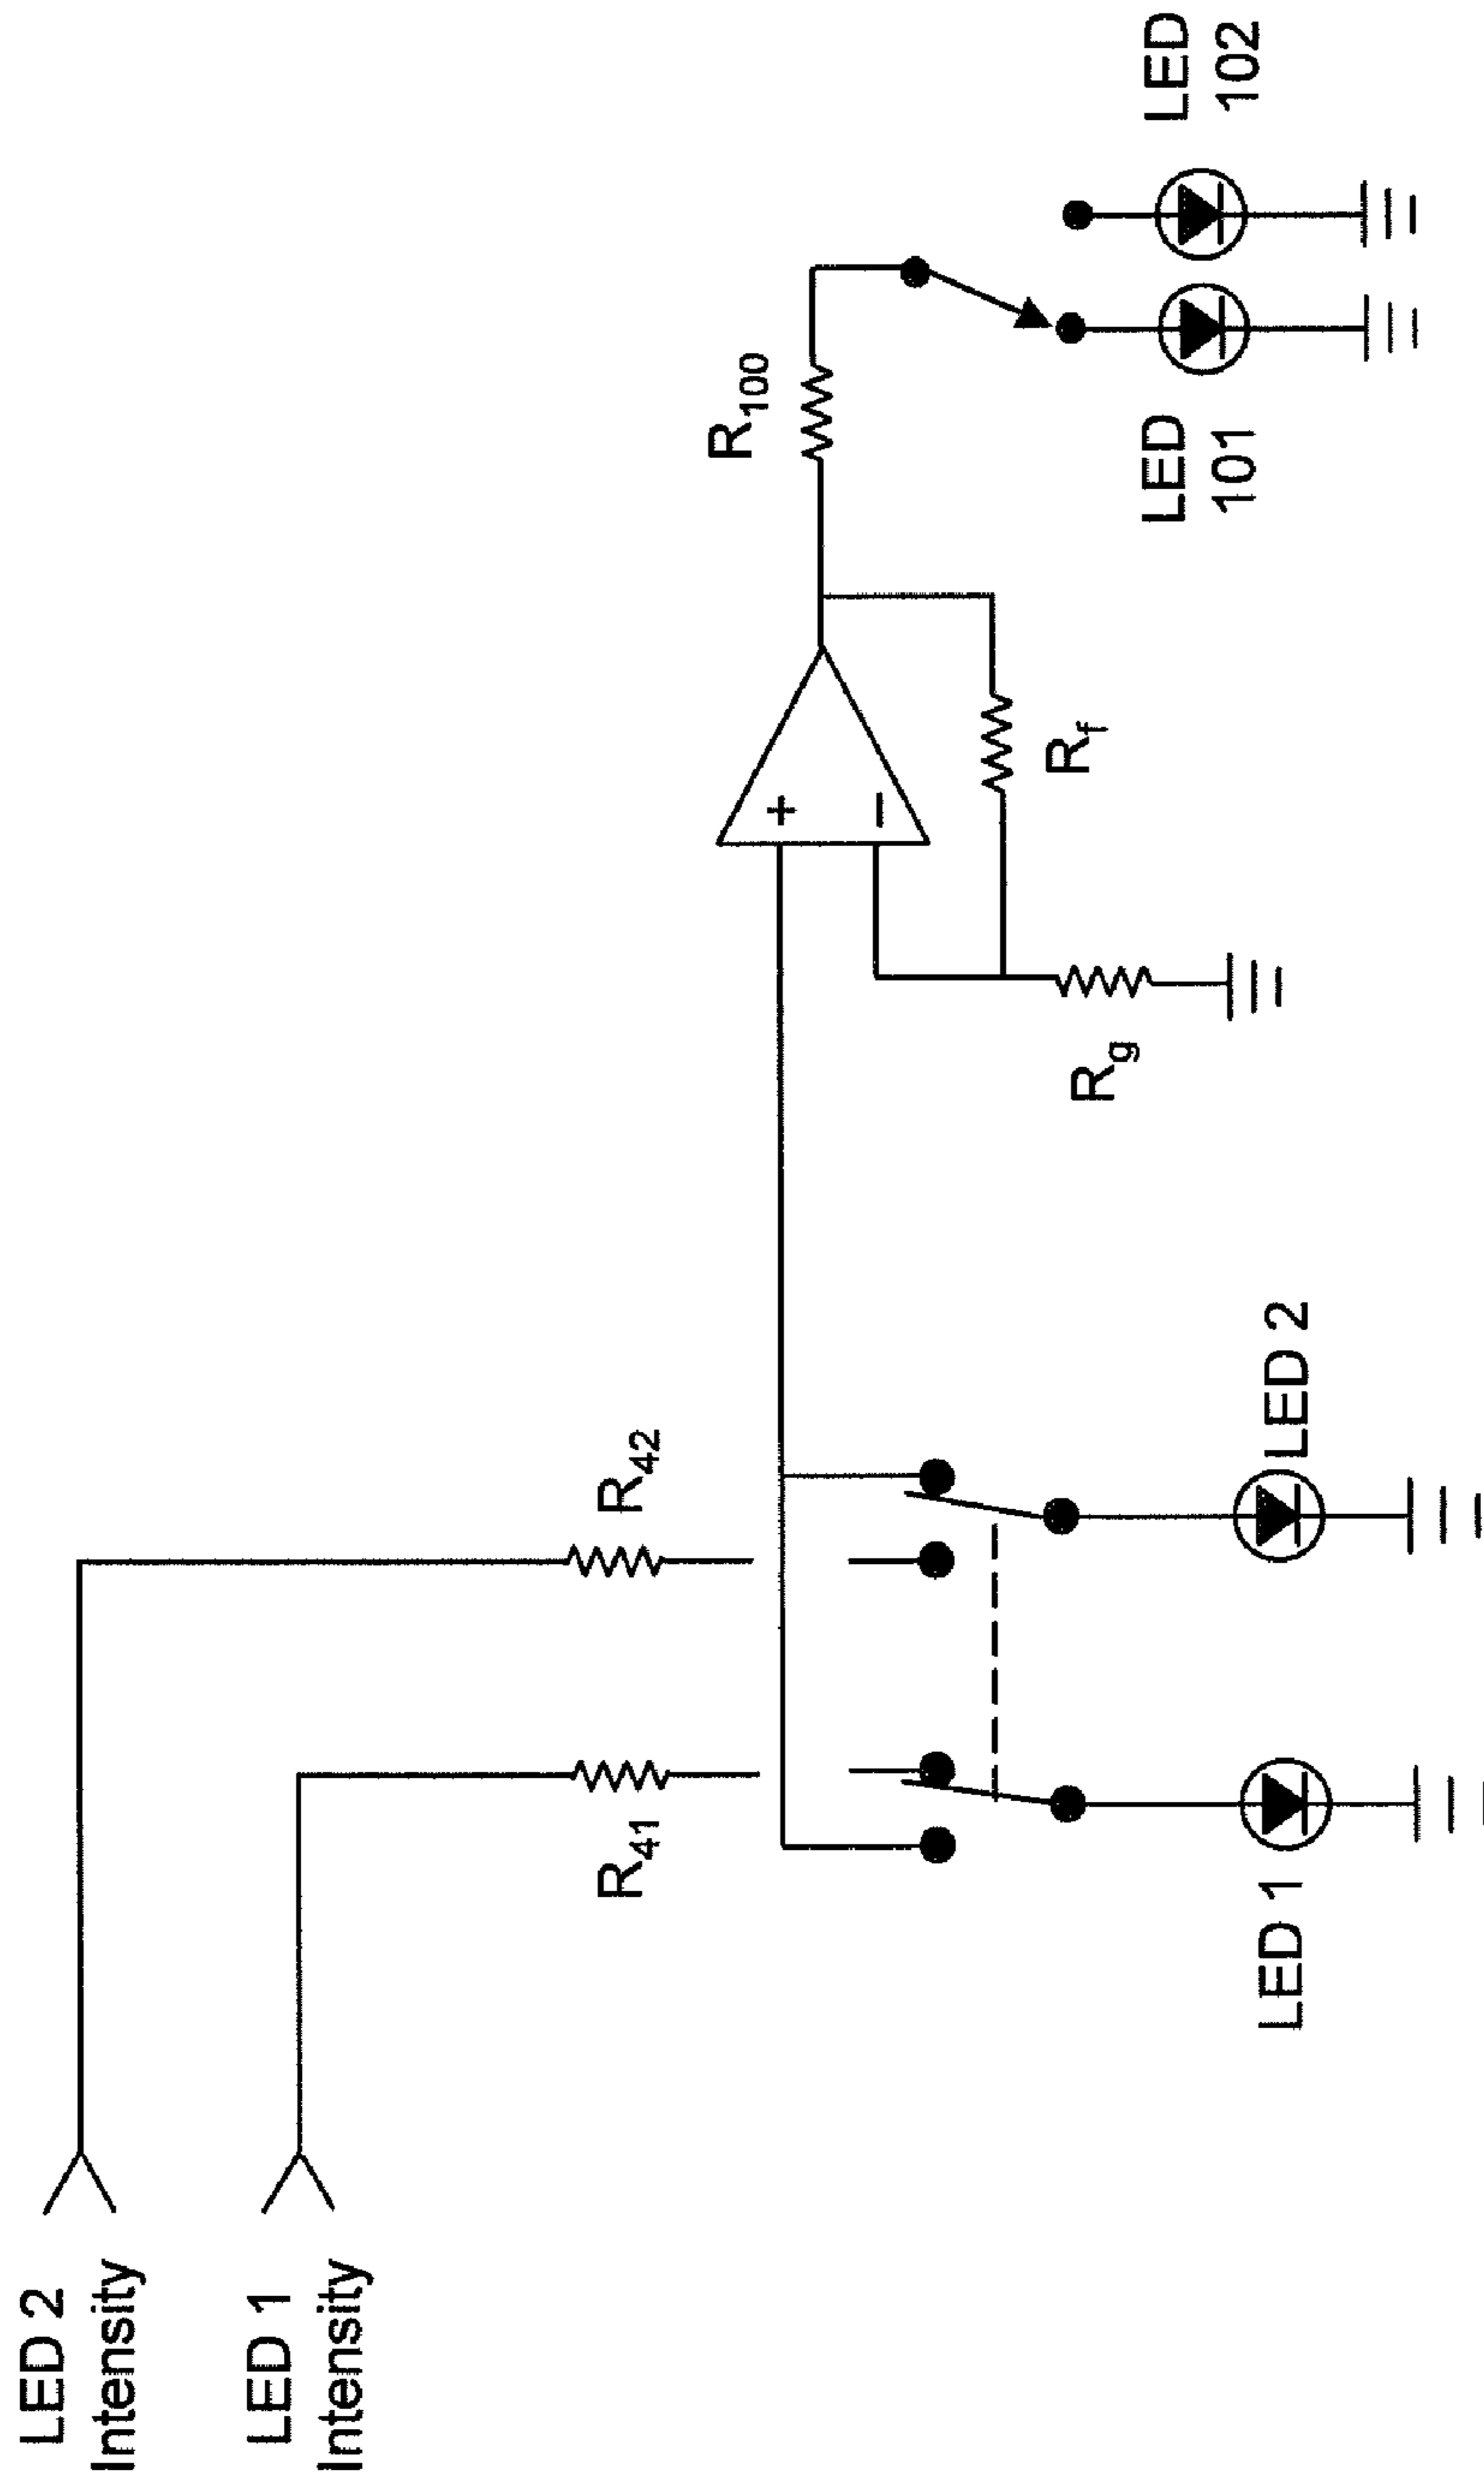 LED 2
Intensity
LED 1
Intensity
R41
R42
LED 1
LED 2
+
−
Rg
Rf
R100
LED
101
LED
102